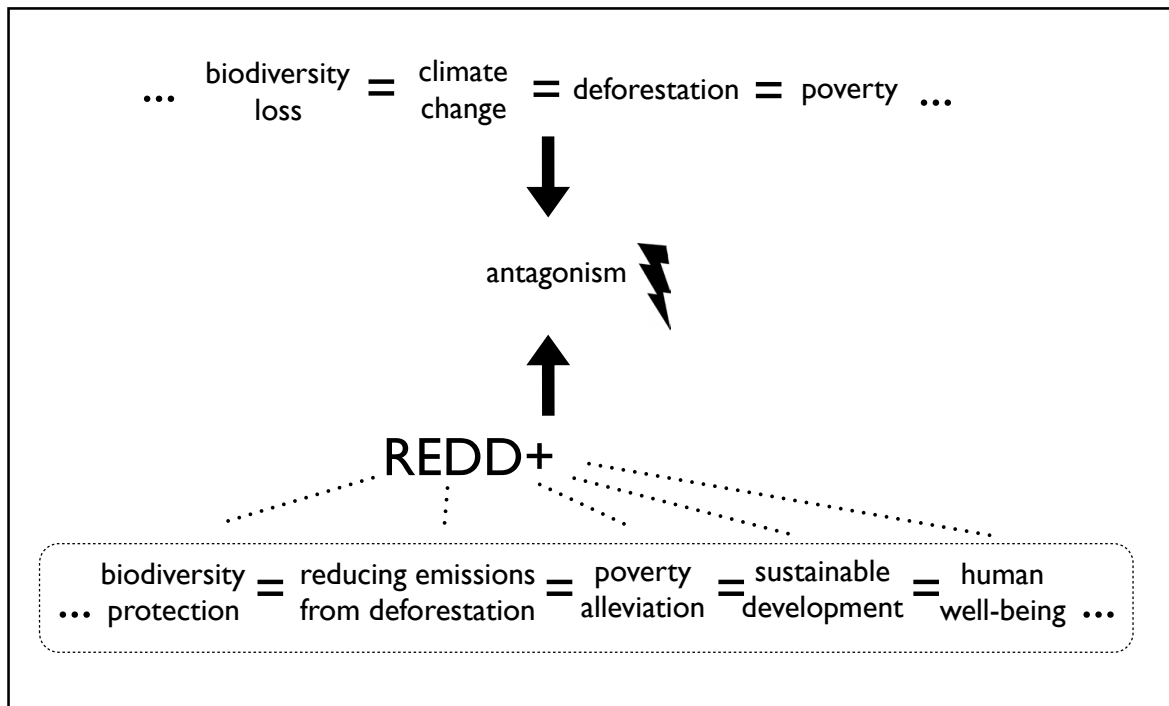 ... biodiversity loss = climate change = deforestation = poverty ...
antagonism
REDD+
... biodiversity protection = reducing emissions from deforestation = poverty alleviation = sustainable development = human well-being ...